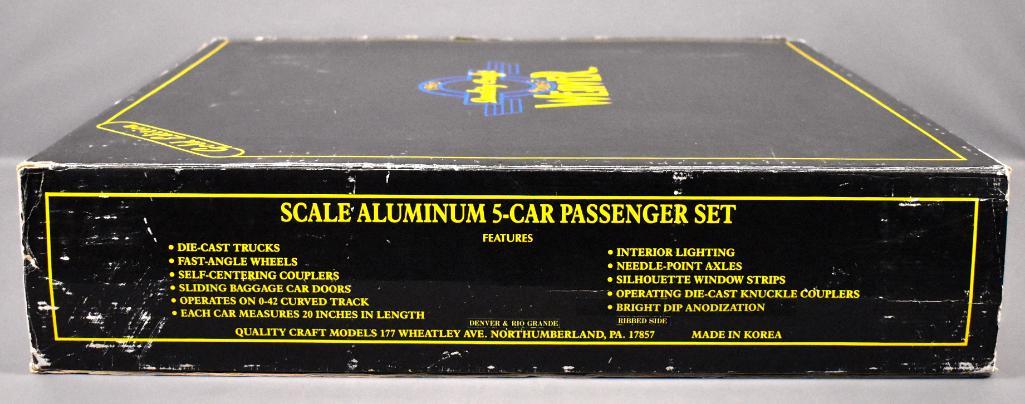 WEAVER
Gold Edition
SCALE ALUMINUM 5-CAR PASSENGER SET
FEATURES
• DIE-CAST TRUCKS
• FAST-ANGLE WHEELS
• SELF-CENTERING COUPLERS
• SLIDING BAGGAGE CAR DOORS
• OPERATES ON 0-42 CURVED TRACK
• EACH CAR MEASURES 20 INCHES IN LENGTH
• INTERIOR LIGHTING
• NEEDLE-POINT AXLES
• SILHOUETTE WINDOW STRIPS
• OPERATING DIE-CAST KNUCKLE COUPLERS
• BRIGHT DIP ANODIZATION
DENVER & RIO GRANDE
RIBBED SIDE
QUALITY CRAFT MODELS 177 WHEATLEY AVE. NORTHUMBERLAND, PA. 17857 MADE IN KOREA